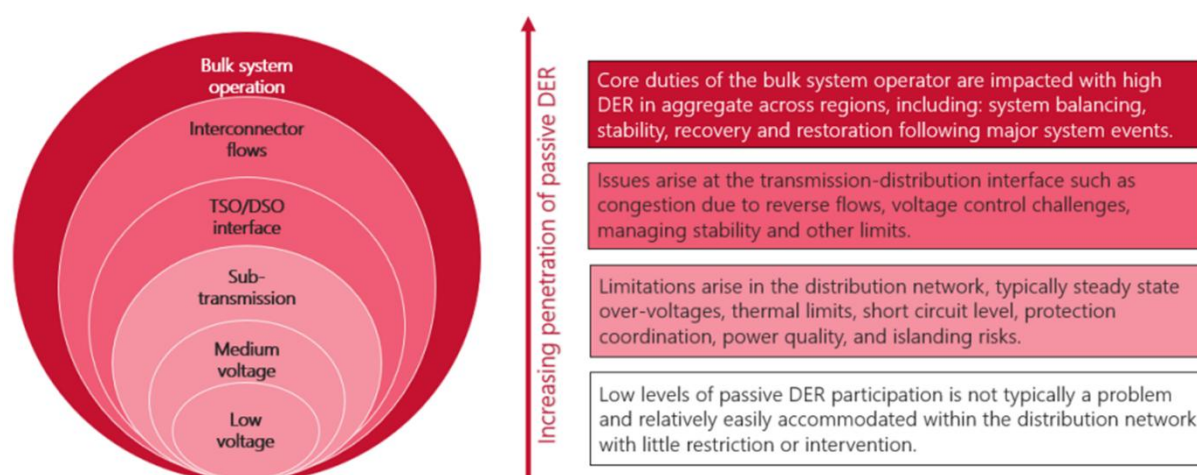 Bulk system
operation
Interconnector
flows
TSO/DSO
interface
Sub-
transmission
Medium
voltage
Low
voltage
Increasing penetration of passive DER
Core duties of the bulk system operator are impacted with high
DER in aggregate across regions, including: system balancing,
stability, recovery and restoration following major system events.
Issues arise at the transmission-distribution interface such as
congestion due to reverse flows, voltage control challenges,
managing stability and other limits.
Limitations arise in the distribution network, typically steady state
over-voltages, thermal limits, short circuit level, protection
coordination, power quality, and islanding risks.
Low levels of passive DER participation is not typically a problem
and relatively easily accommodated within the distribution network
with little restriction or intervention.